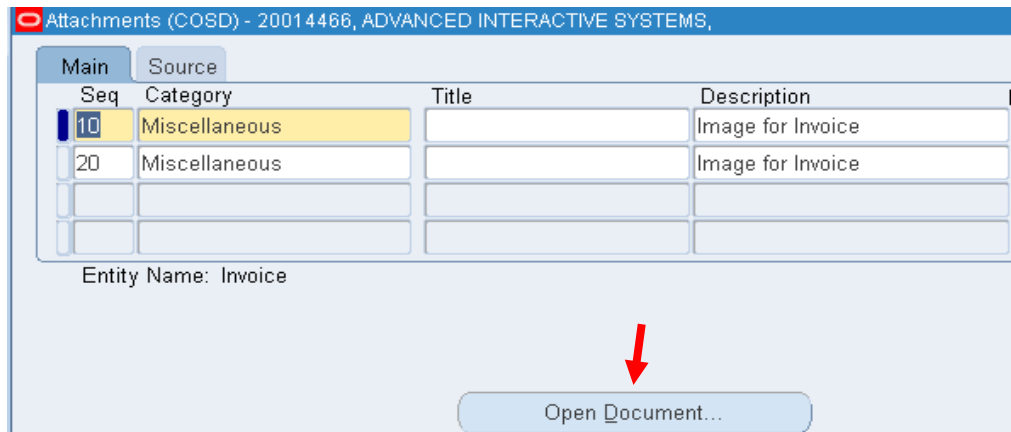 Attachments (COSD) - 20014466, ADVANCED INTERACTIVE SYSTEMS,
Main Source
Seq Category Title Description
10 Miscellaneous Image for Invoice
20 Miscellaneous Image for Invoice
Entity Name: Invoice
Open Document...